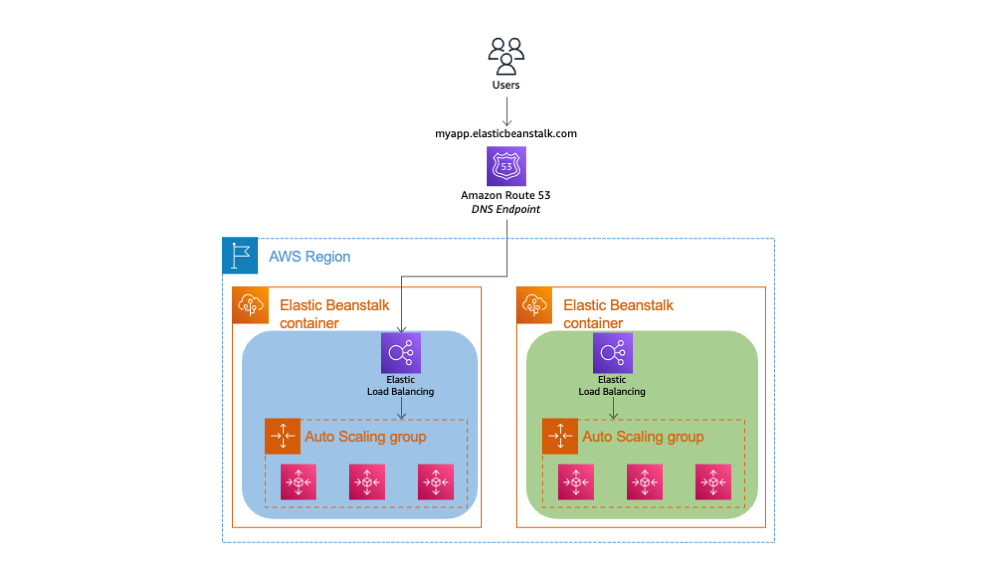 Users
myapp.elasticbeanstalk.com
53
Amazon Route 53
DNS Endpoint
AWS Region
Elastic Beanstalk
container
Elastic
Load Balancing
Auto Scaling group
Elastic Beanstalk
container
Elastic
Load Balancing
Auto Scaling group